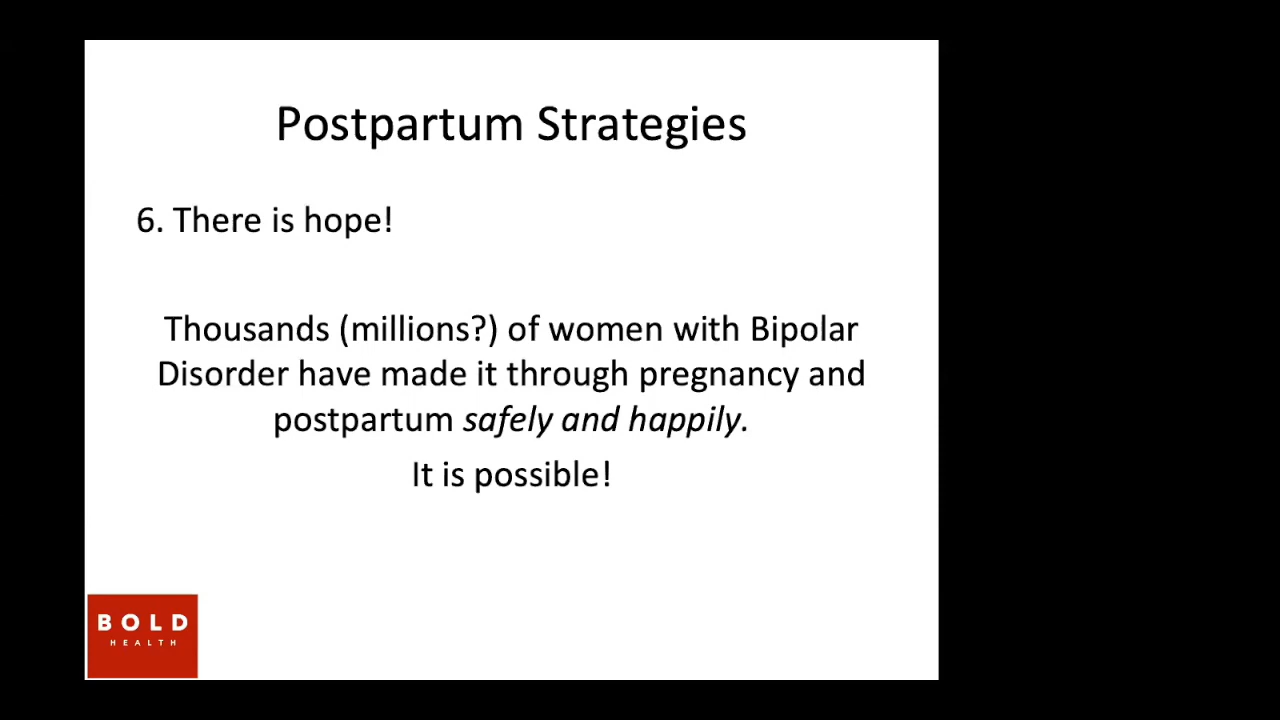 Postpartum Strategies
6. There is hope!
Thousands (millions?) of women with Bipolar
Disorder have made it through pregnancy and
postpartum safely and happily.
It is possible!
BOLD
HEALTH